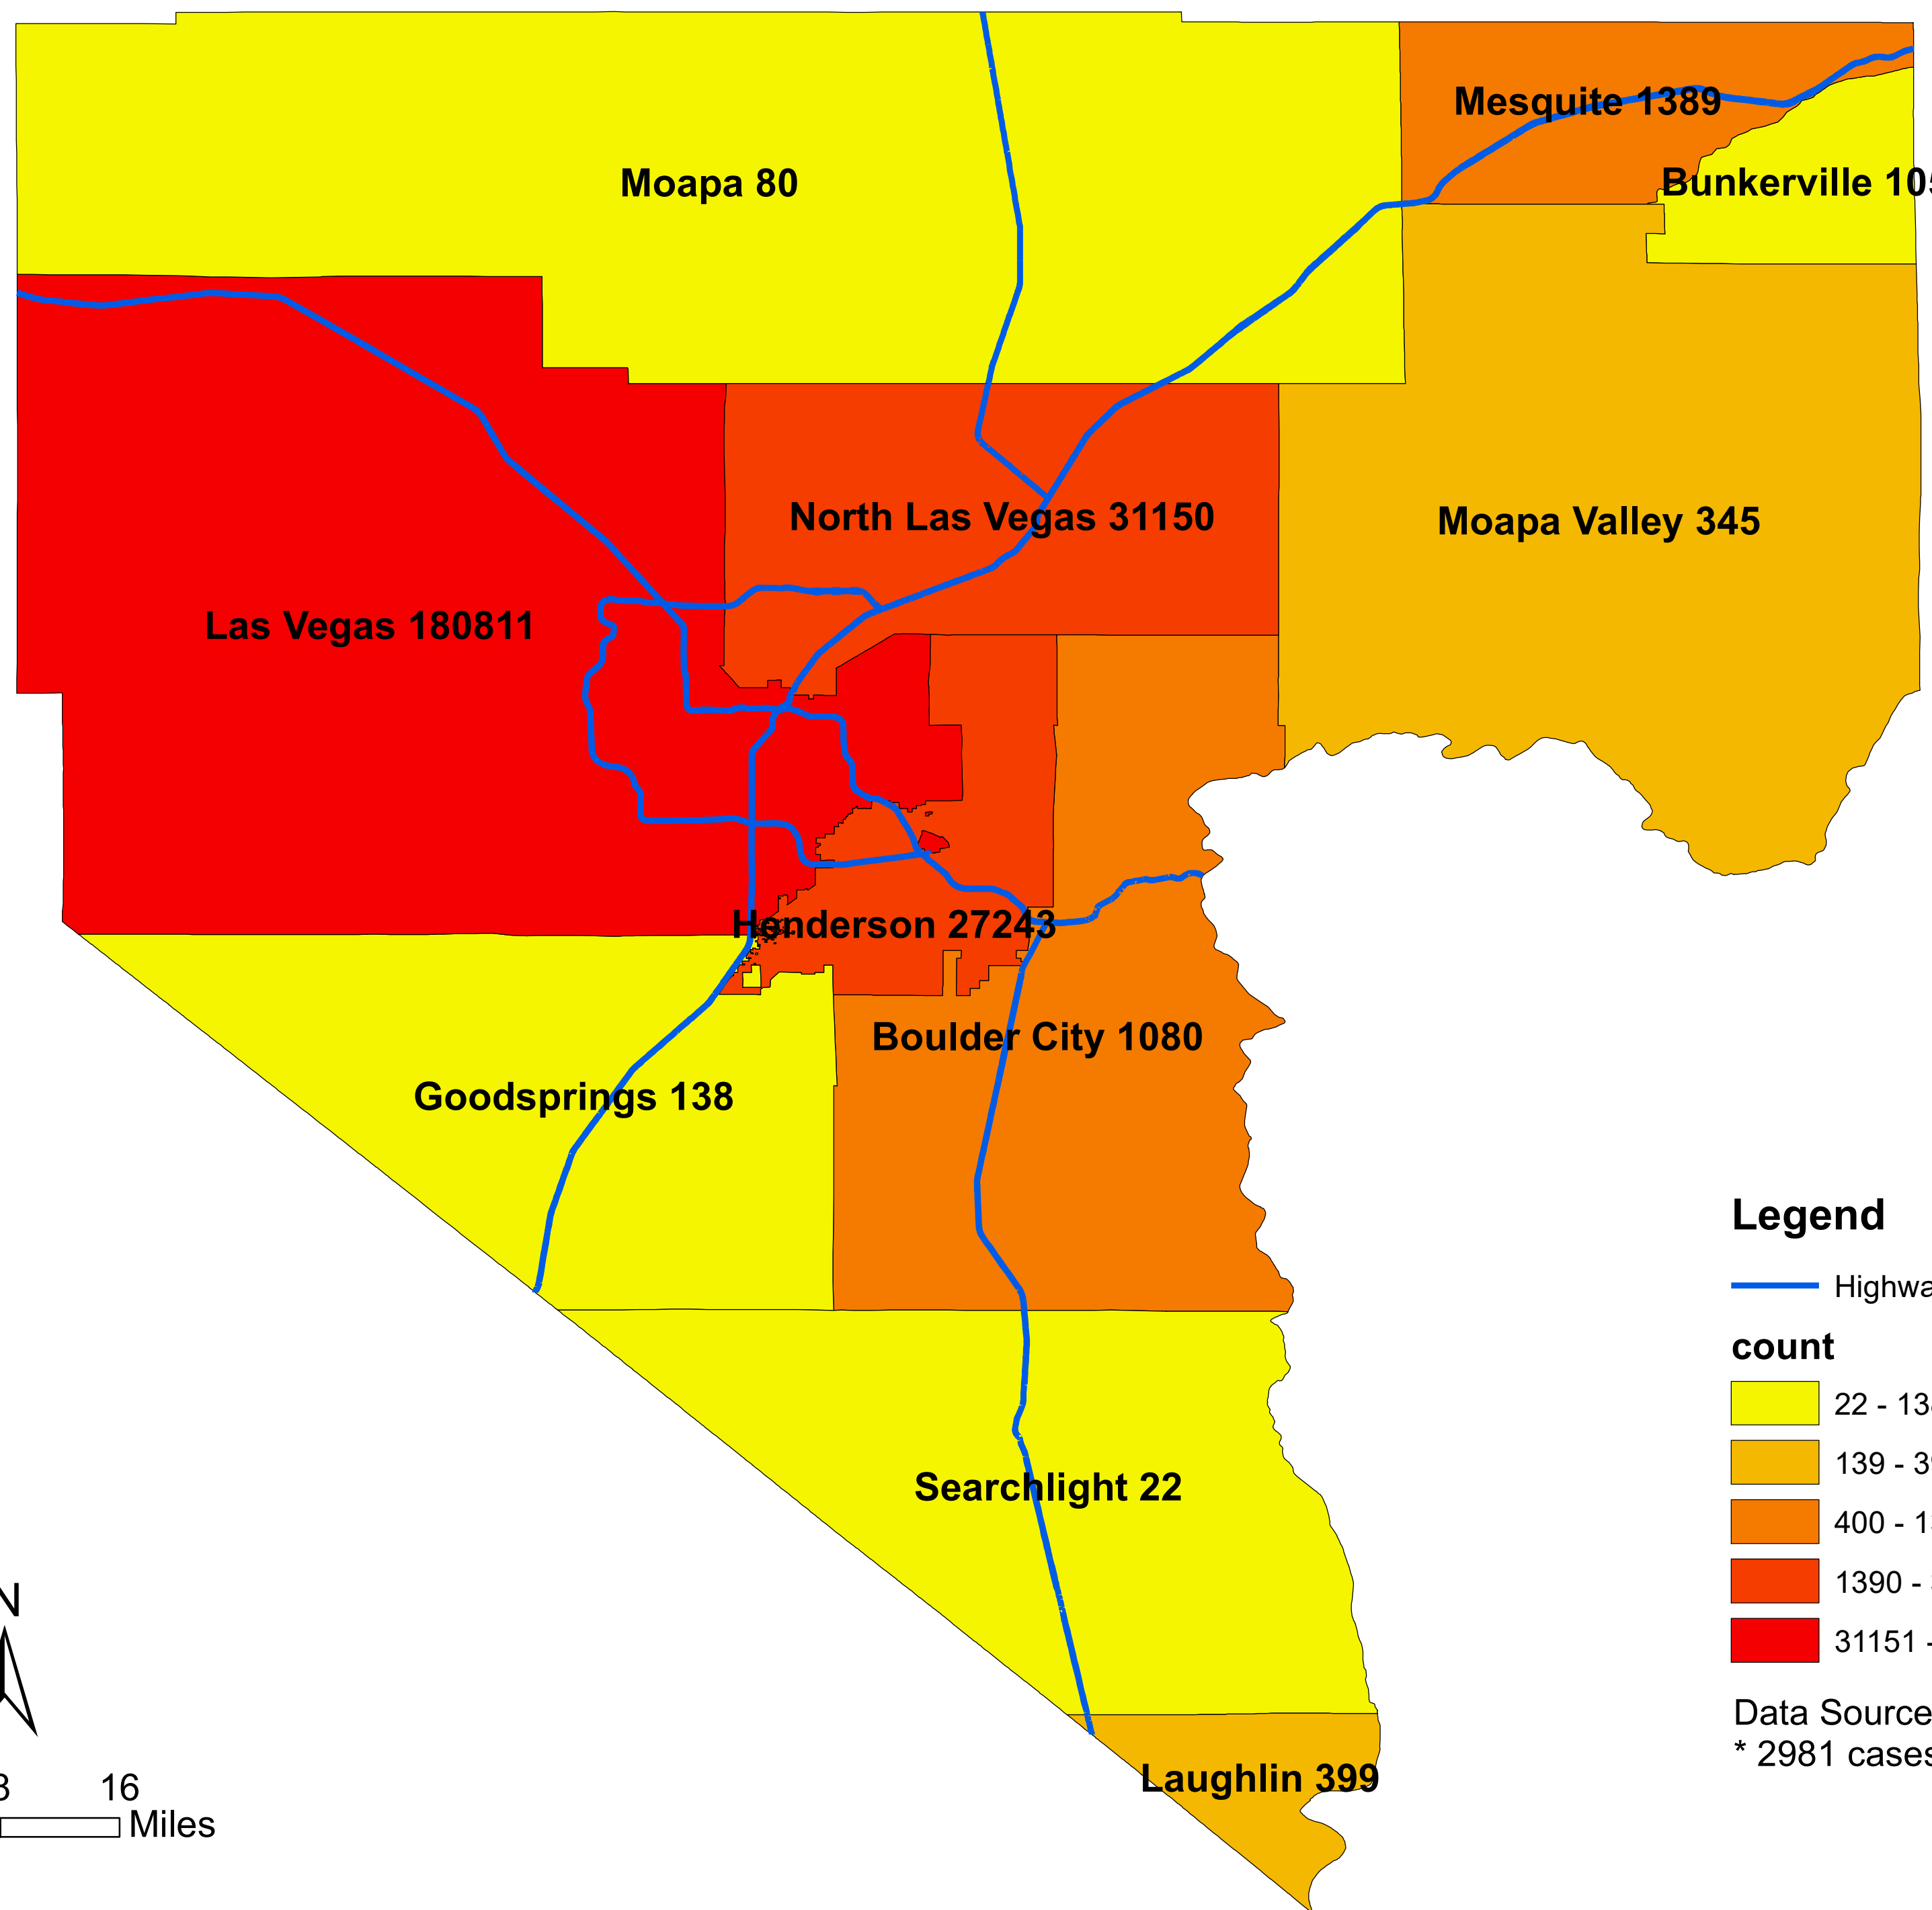 Mesquite 1389
Moapa 80
Bunkerville 105
North Las Vegas 31150
Moapa Valley 345
Las Vegas 180811
Henderson 27243
Boulder City 1080
Goodsprings 138
Searchlight 22
Laughlin 399
Legend
count
22 - 13
139 - 3
400 - 1
1390 -
31151 -
Data Source
* 2981 cases
N
16
Miles